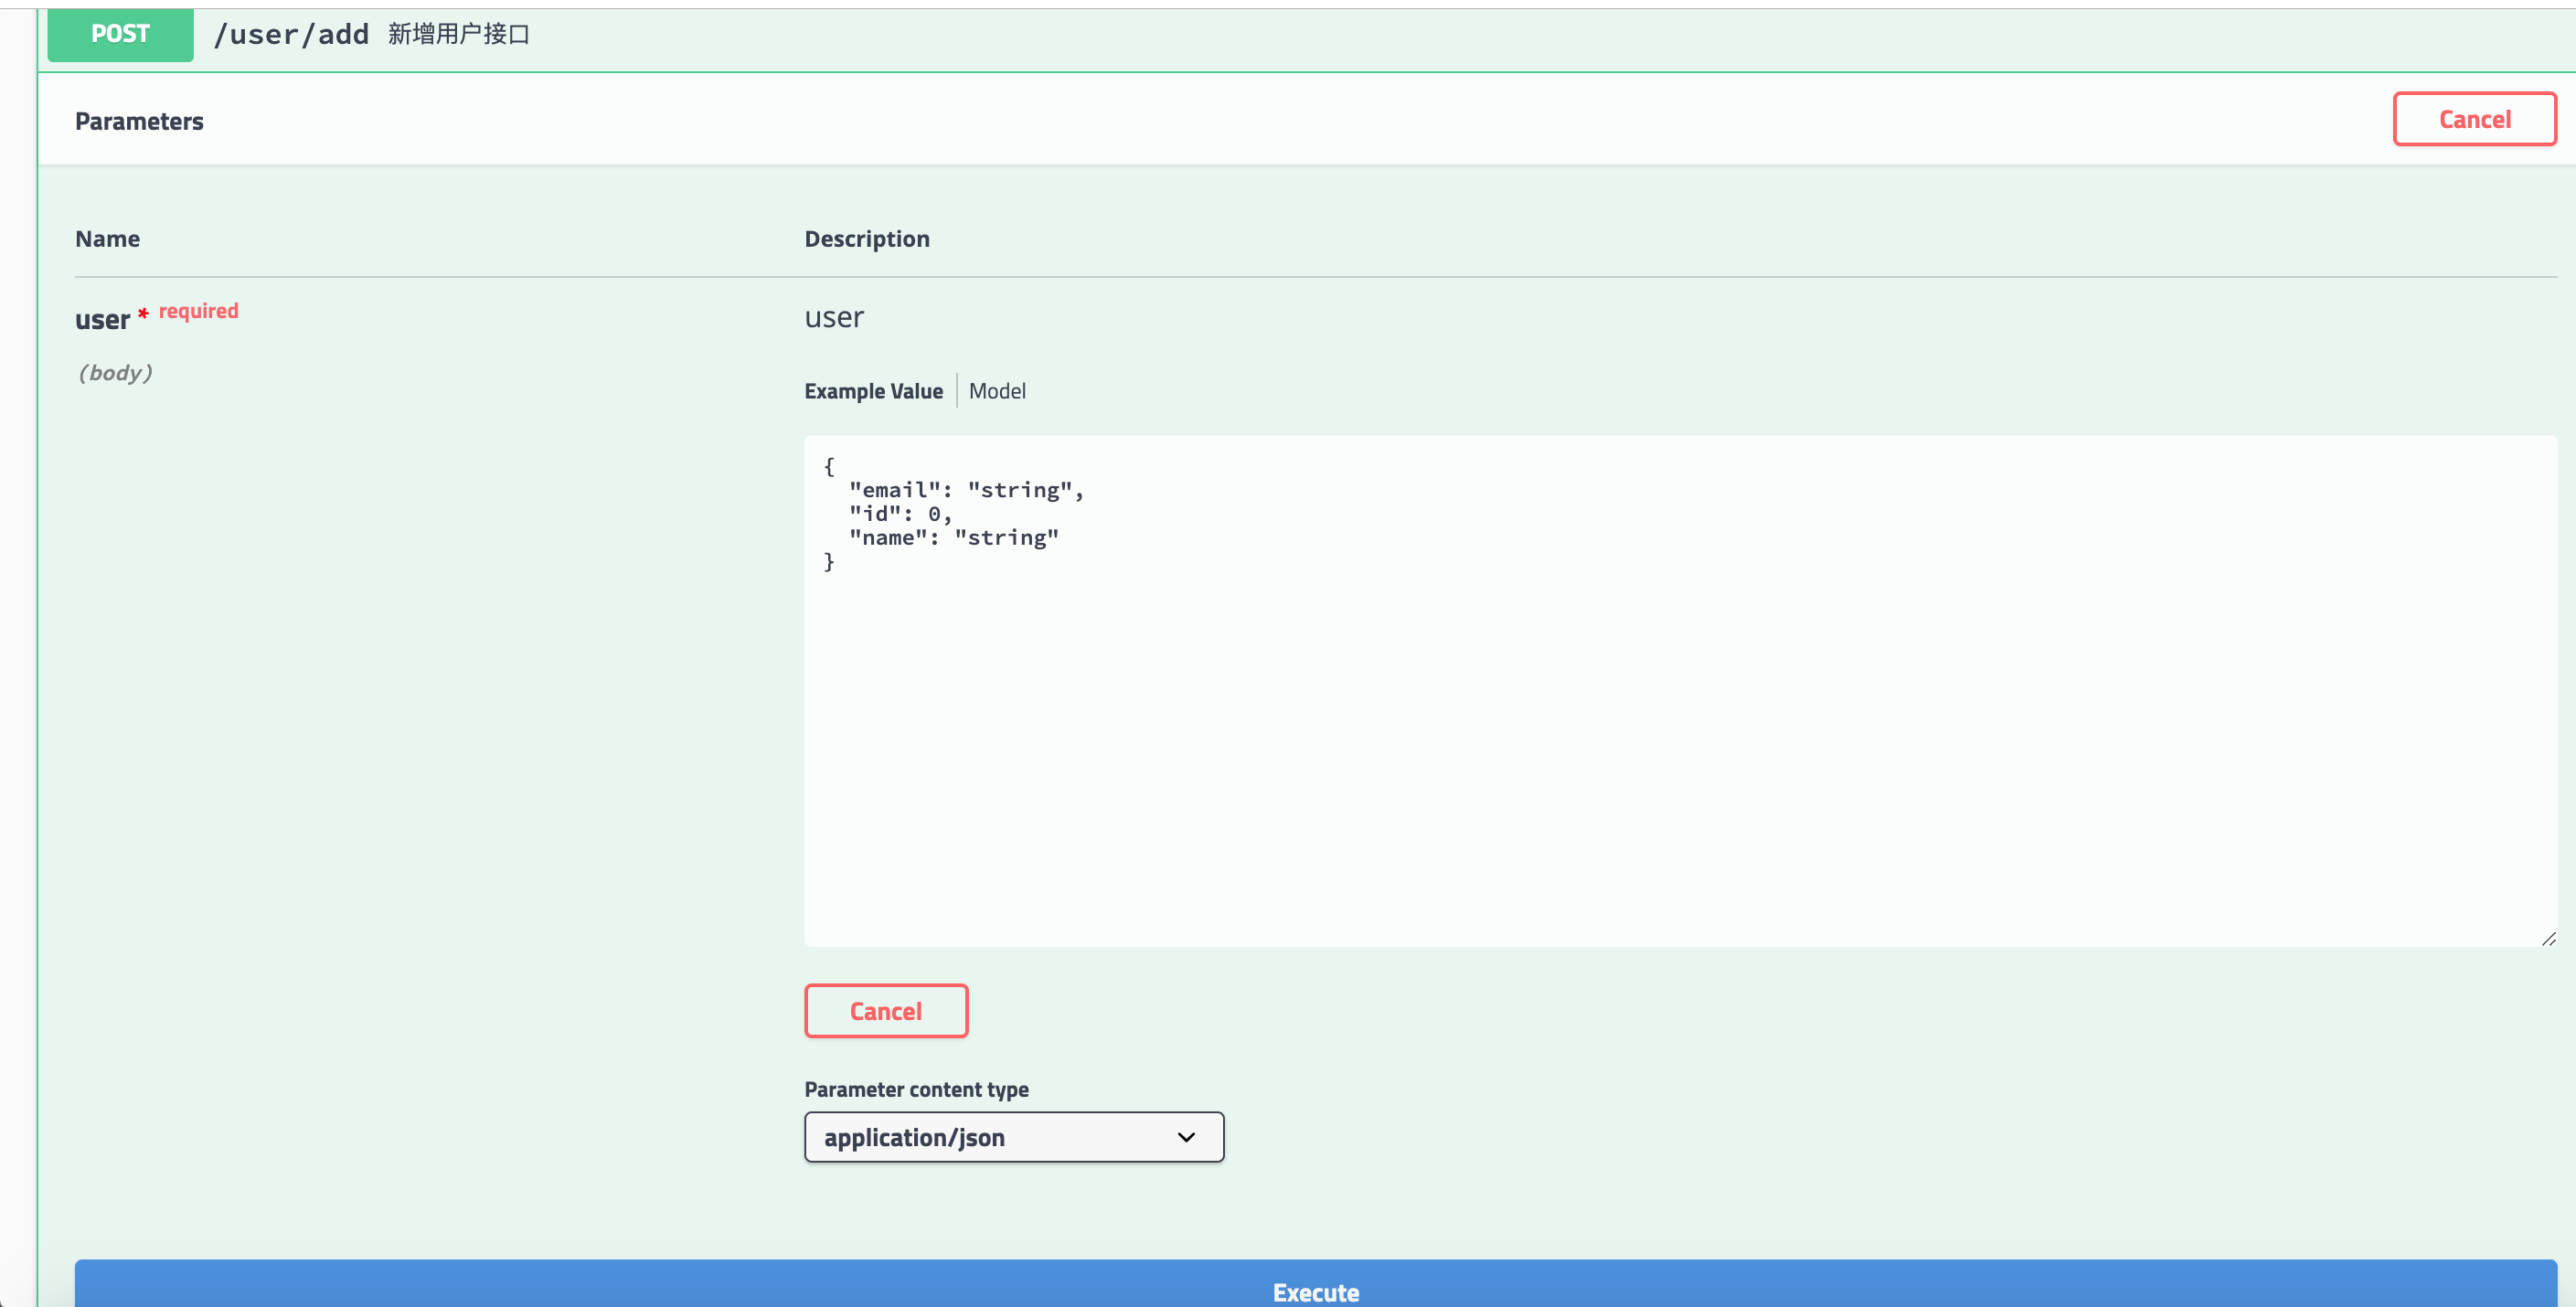 POST /user/add 新增用户接口
Parameters Cancel
Name Description
user * required user
(body)
Example Value Model
{
  "email": "string",
  "id": 0,
  "name": "string"
}
Cancel
Parameter content type
application/json
Execute